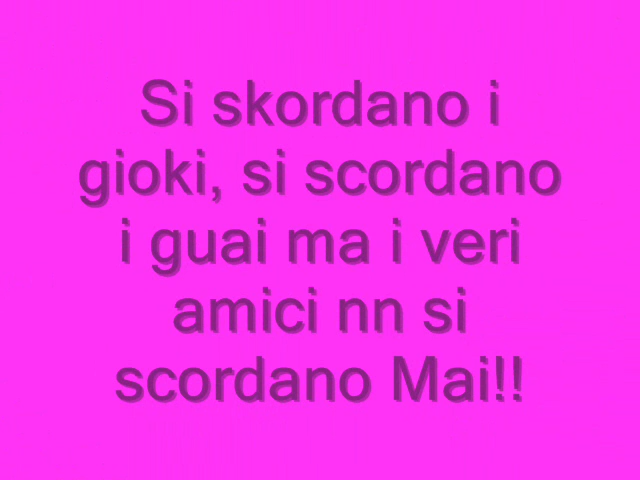 Si skordano i
gioki, si scordano
i guai ma i veri
amici nn si
scordano Mai!!